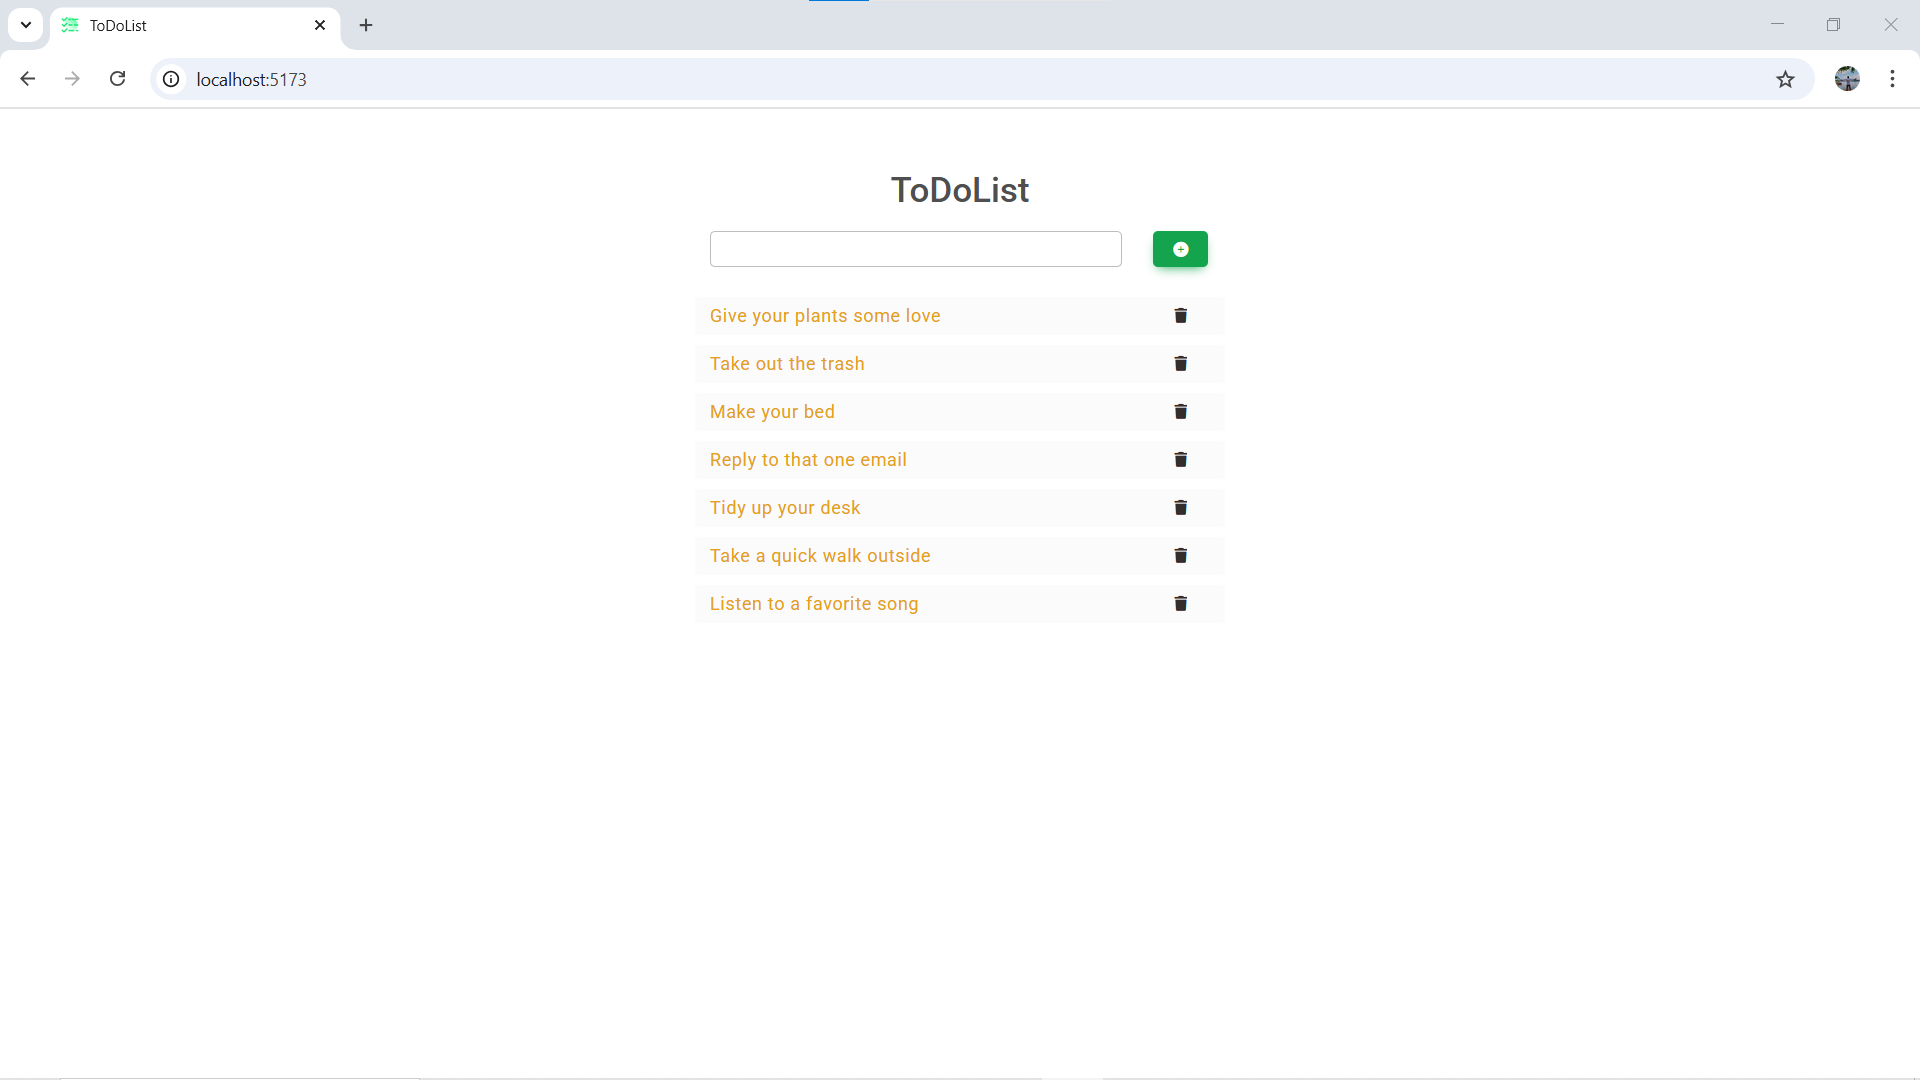 ToDoList
localhost:5173
ToDoList
Give your plants some love
Take out the trash
Make your bed
Reply to that one email
Tidy up your desk
Take a quick walk outside
Listen to a favorite song